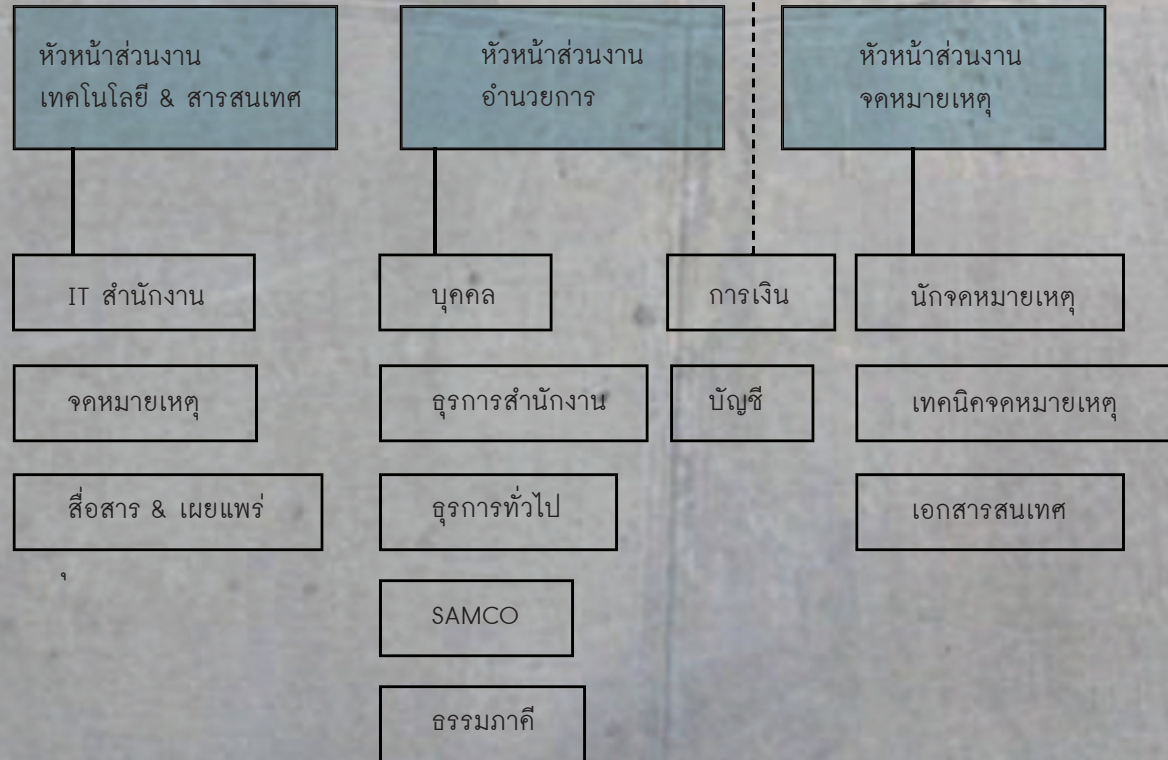 หัวหน้าส่วนงาน
เทคโนโลยี & สารสนเทศ
หัวหน้าส่วนงาน
อำนวยการ
หัวหน้าส่วนงาน
จดหมายเหตุ
IT สำนักงาน
บุคคล
การเงิน
นักจดหมายเหตุ
จดหมายเหตุ
ธุรการสำนักงาน
บัญชี
เทคนิคจดหมายเหตุ
สื่อสาร & เผยแพร่
ธุรการทั่วไป
เอกสารสนเทศ
SAMCO
ธรรมภาคี